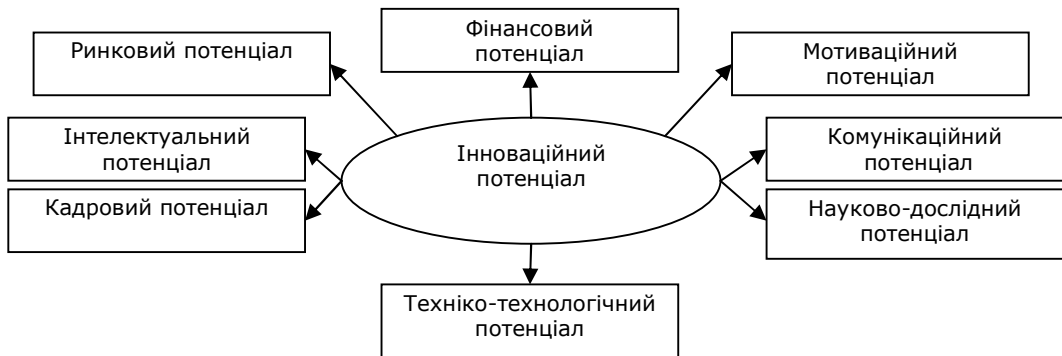 Фінансовий
потенціал
Ринковий потенціал
Мотиваційний
потенціал
Інтелектуальний
потенціал
Інноваційний
потенціал
Комунікаційний
потенціал
Кадровий потенціал
Науково-дослідний
потенціал
Техніко-технологічний
потенціал